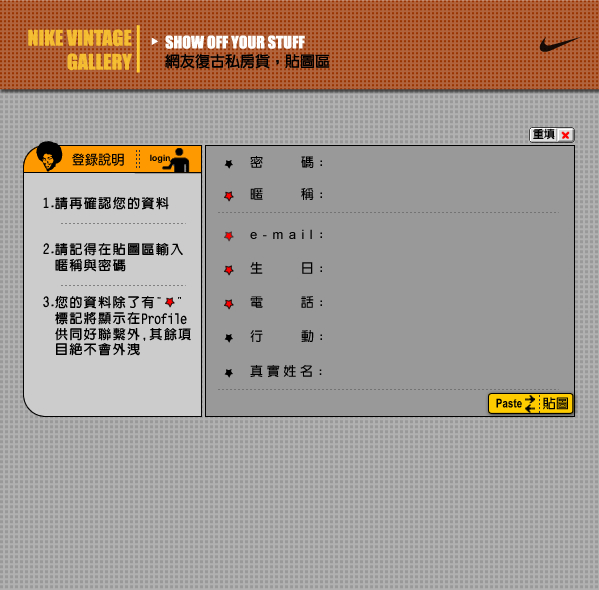 NIKE VINTAGE
GALLERY
SHOW OFF YOUR STUFF
網友復古私房貨，貼圖區
重填
登錄說明
login
1.請再確認您的資料
2.請記得在貼圖區輸入
暱稱與密碼
3.您的資料除了有"★"
標記將顯示在Profile
供同好聯繫外,其餘項
目絕不會外洩
★ 密 碼：
★ 暱 稱：
★ e-mail：
★ 生 日：
★ 電 話：
★ 行 動：
★ 真實姓名：
Paste 貼圖